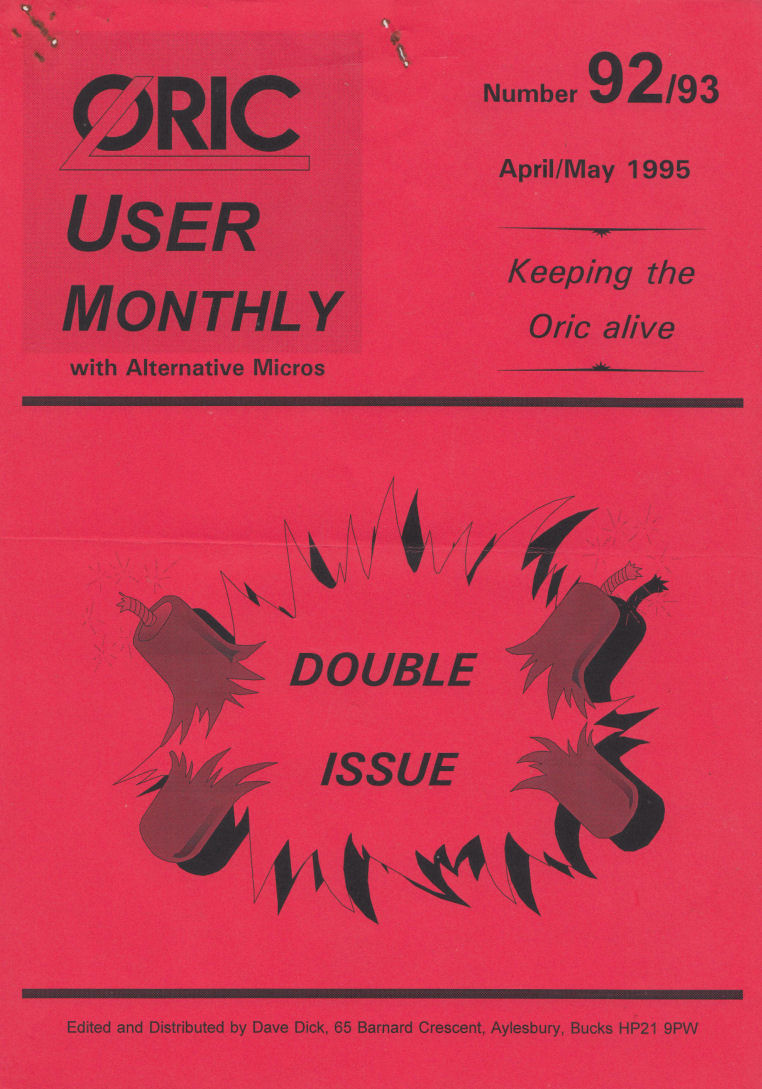 ORIC
USER
MONTHLY
with Alternative Micros
Number 92/93
April/May 1995
Keeping the
Oric alive
DOUBLE
ISSUE
Edited and Distributed by Dave Dick, 65 Barnard Crescent, Aylesbury, Bucks HP21 9PW